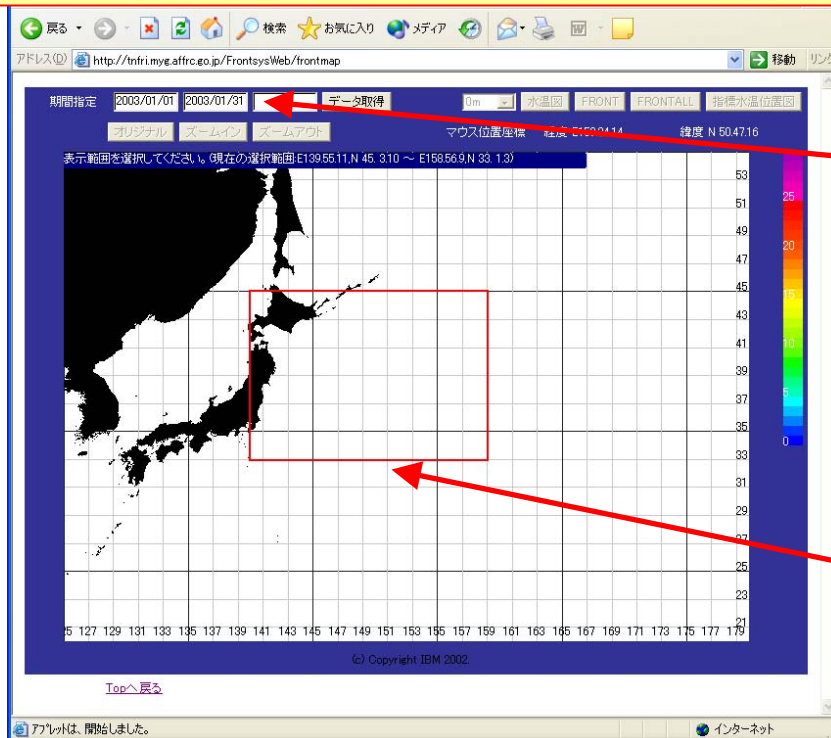 戻る 検索 お気に入り メディア
アドレス(D) http://tnfri.myg.affrc.go.jp/FrontsysWeb/frontmap 移動 リンク
期間指定 2003/01/01 2003/01/31 データ取得 0m 水温図 FRONT FRONTALL 指標水温位置図
オリジナル ズームイン ズームアウト マウス位置座標 経度 緯度 N 50.47.16
表示範囲を選択してください。(現在の選択範囲:E139.55.11,N 45. 3.10 ～ E158.56.9,N 33. 1.3)
53
51
25
49
47
20
45
15
43
41
10
39
37
5
35
0
33
31
29
27
25
23
21
127 129 131 133 135 137 139 141 143 145 147 149 151 153 155 157 159 161 163 165 167 169 171 173 175 177 179
(c) Copyright IBM 2002.
Topへ戻る
アプレットは、開始しました。 インターネット